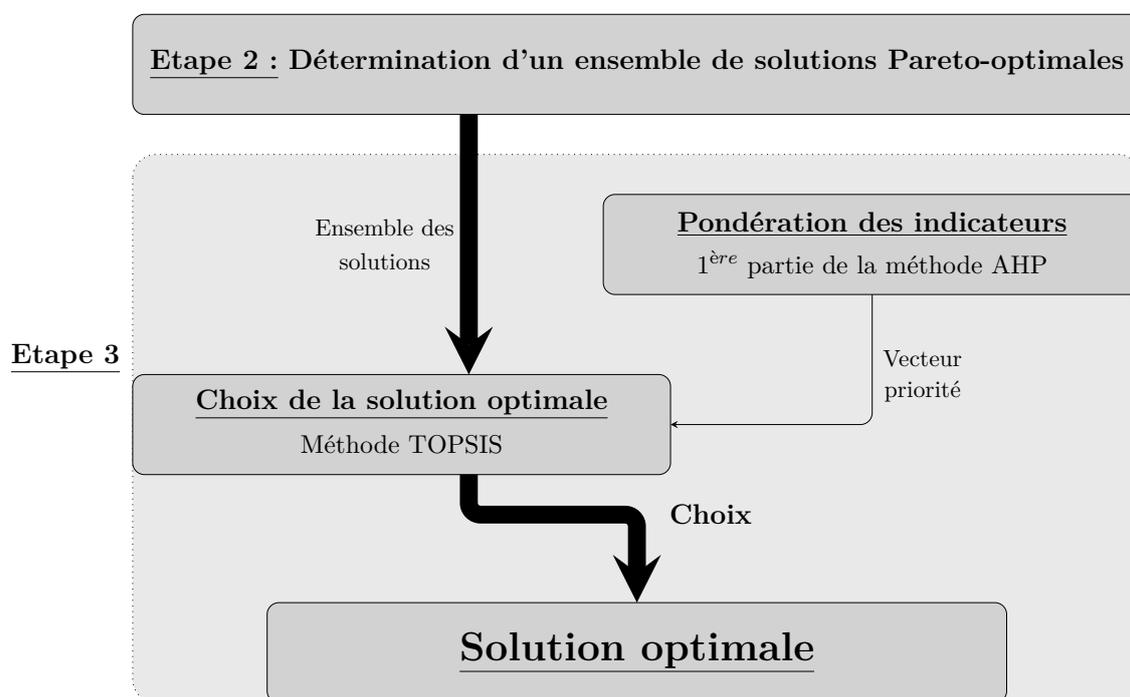 Etape 2 : Détermination d'un ensemble de solutions Pareto-optimales
Ensemble des
solutions
Pondération des indicateurs
1ère partie de la méthode AHP
Etape 3
Vecteur
priorité
Choix de la solution optimale
Méthode TOPSIS
Choix
Solution optimale